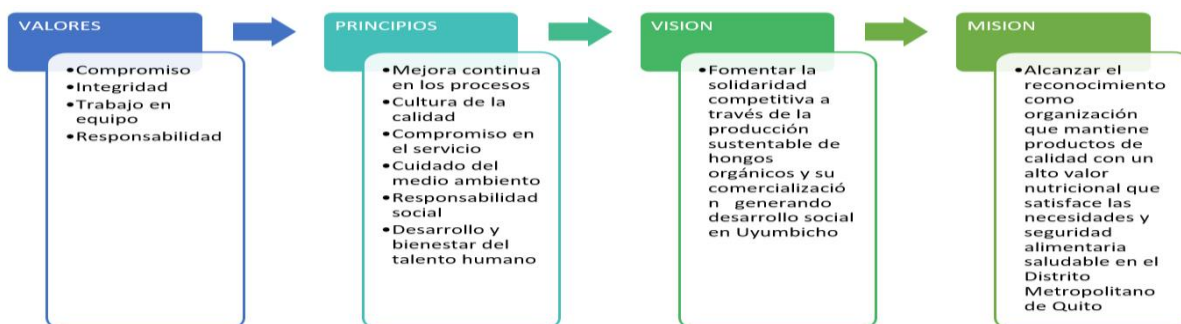 VALORES
•Compromiso
•Integridad
•Trabajo en
equipo
•Responsabilidad
PRINCIPIOS
•Mejora continua
en los procesos
•Cultura de la
calidad
•Compromiso en
el servicio
•Cuidado del
medio ambiente
•Responsabilidad
social
•Desarrollo y
bienestar del
talento humano
VISION
•Fomentar la
solidaridad
competitiva a
través de la
producción
sustentable de
hongos
orgánicos y su
comercializació
n generando
desarrollo social
en Uyumbicho
MISION
•Alcanzar el
reconocimiento
como
organización
que mantiene
productos de
calidad con un
alto valor
nutricional que
satisface las
necesidades y
seguridad
alimentaria
saludable en el
Distrito
Metropolitano
de Quito